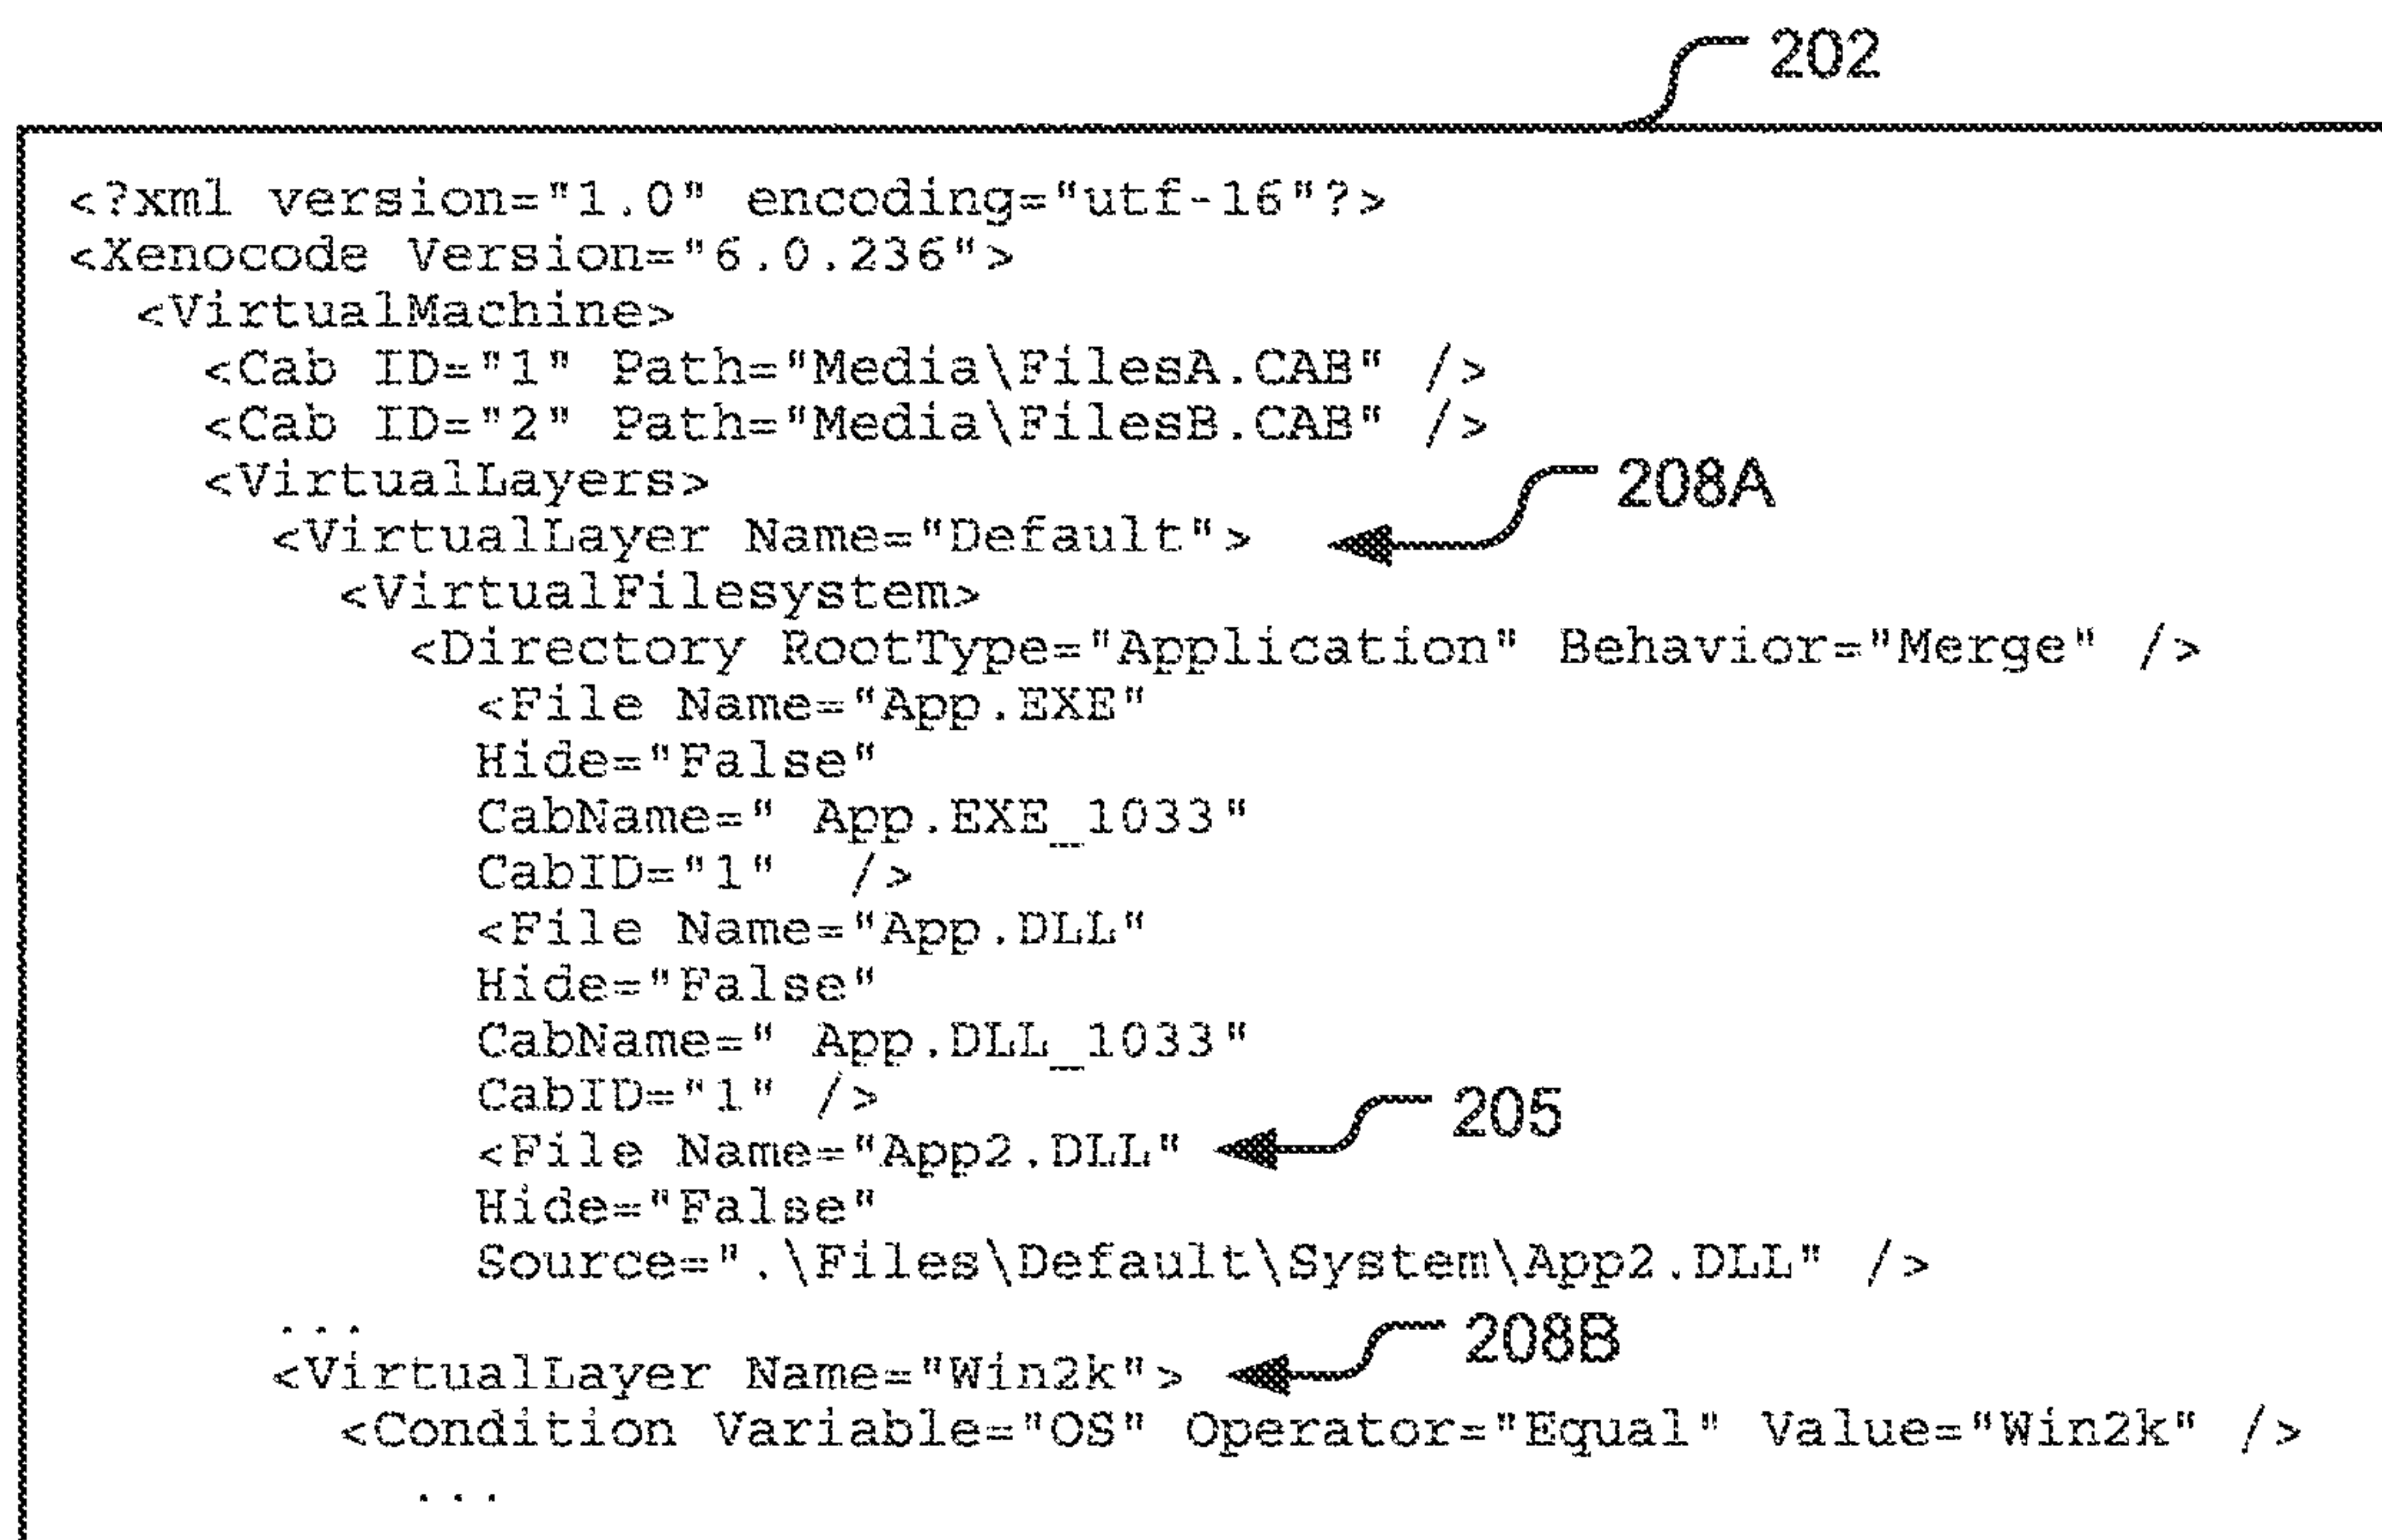 202
<?xml version="1.0" encoding="utf-16"?>
<Xenocode Version="6.0.236">
<VirtualMachine>
<Cab ID="1" Path="Media\FilesA.CAB" />
<Cab ID="2" Path="Media\FilesB.CAB" />
<VirtualLayers>
208A
<VirtualLayer Name="Default">
<VirtualFilesystem>
<Directory RootType="Application" Behavior="Merge" />
<File Name="App.EXE"
Hide="False"
CabName=" App.EXE_1033"
CabID="1"  />
<File Name="App.DLL"
Hide="False"
CabName=" App.DLL_1033"
CabID="1" />
205
<File Name="App2.DLL"
Hide="False"
Source=".\Files\Default\System\App2.DLL" />
...
208B
<VirtualLayer Name="Win2k">
<Condition Variable="OS" Operator="Equal" Value="Win2k" />
...